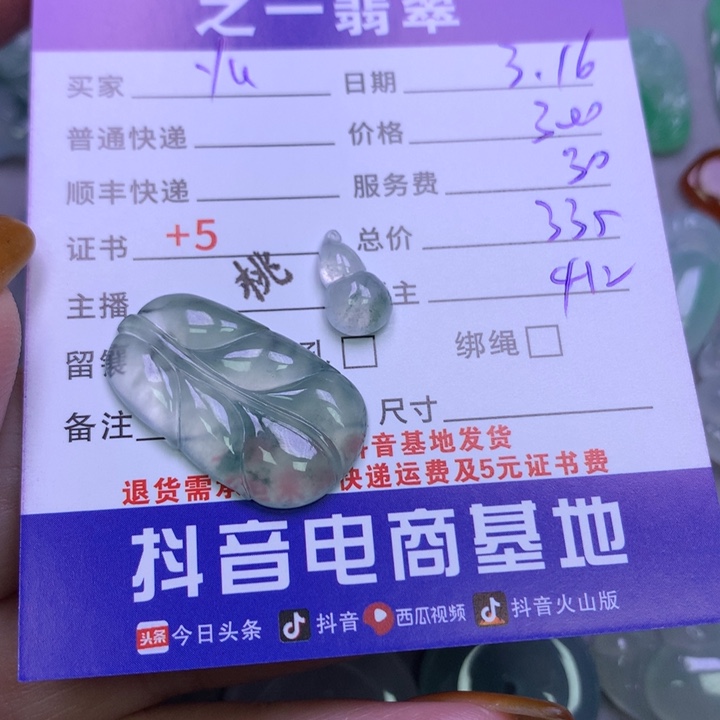 之一翡翠
买家 yu 日期 3.16
普通快递 价格 300
顺丰快递 服务费 30
证书 +5 总价 335
主播 桃 主 412
留 孔 绑绳
备注 尺寸
抖音基地发货
退货需承 快递运费及5元证书费
抖音电商基地
头条 今日头条 抖音 西瓜视频 抖音火山版